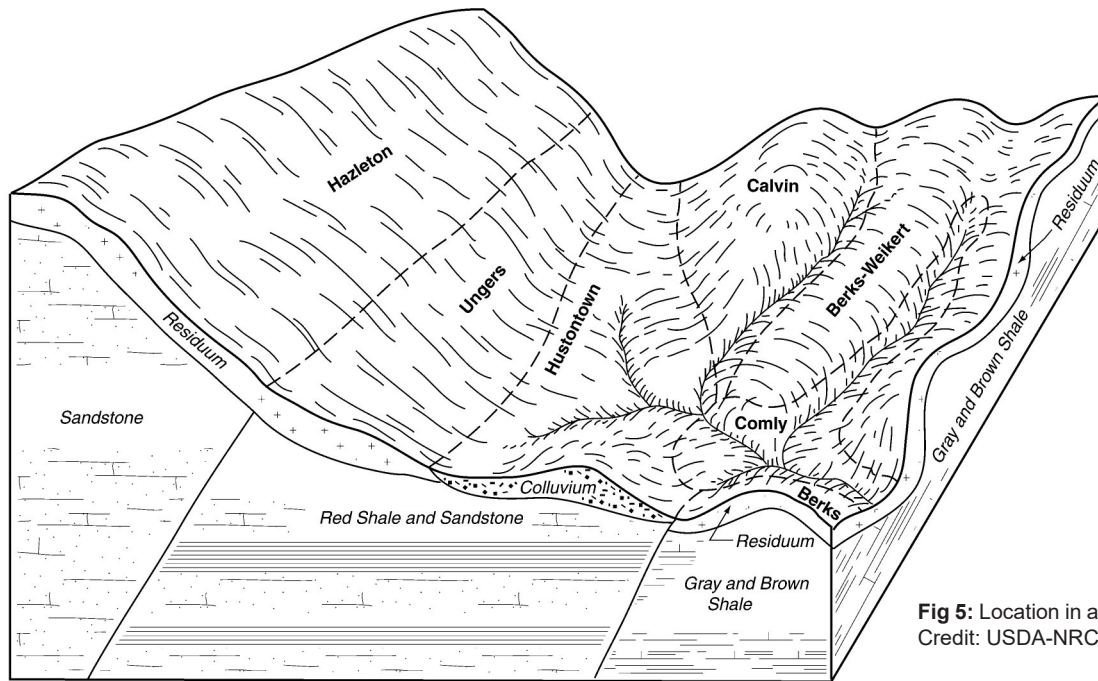 Hazleton
Calvin
Residuum
Ungers
Berks-Weikert
Hustontown
Residuum
Sandstone
Gray and Brown Shale
Comly
Colluvium
Berks
Red Shale and Sandstone
Residuum
Gray and Brown
Shale
Fig 5: Location in a
Credit: USDA-NRC